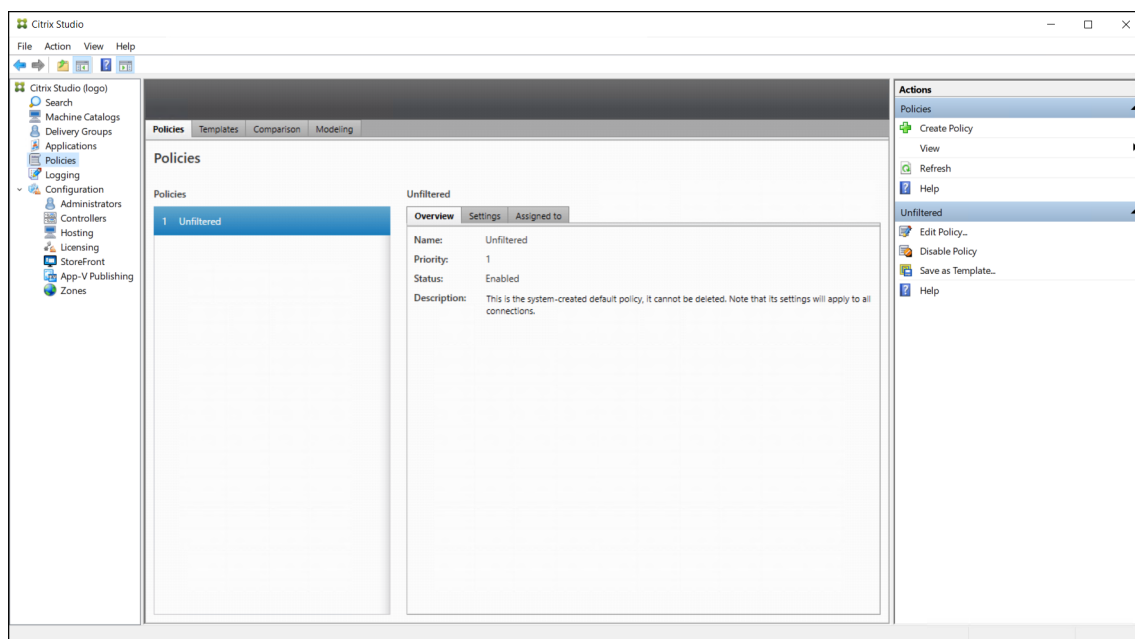 Citrix Studio
File Action View Help
Citrix Studio (logo)
Search
Machine Catalogs
Delivery Groups
Applications
Policies
Logging
Configuration
Administrators
Controllers
Hosting
Licensing
StoreFront
App-V Publishing
Zones
Policies Templates Comparison Modeling
Policies
Policies
1 Unfiltered
Unfiltered
Overview Settings Assigned to
Name: Unfiltered
Priority: 1
Status: Enabled
Description: This is the system-created default policy, it cannot be deleted. Note that its settings will apply to all
connections.
Actions
Policies
Create Policy
View
Refresh
Help
Unfiltered
Edit Policy...
Disable Policy
Save as Template...
Help